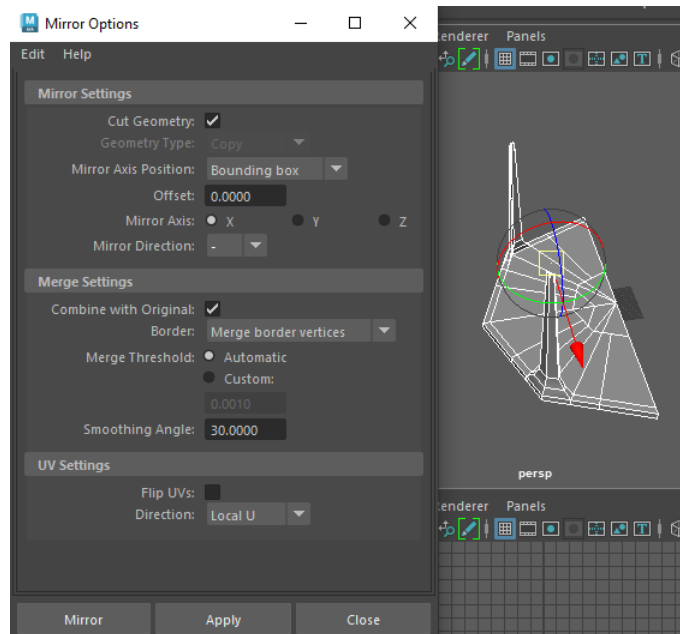 Mirror Options
Edit Help
Mirror Settings
Cut Geometry:
Geometry Type: Copy
Mirror Axis Position: Bounding box
Offset: 0.0000
Mirror Axis: X Y Z
Mirror Direction: -
Merge Settings
Combine with Original:
Border: Merge border vertices
Merge Threshold: Automatic
Custom:
0.0010
Smoothing Angle: 30.0000
UV Settings
Flip UVs:
Direction: Local U
Mirror Apply Close
enderer Panels
persp
enderer Panels